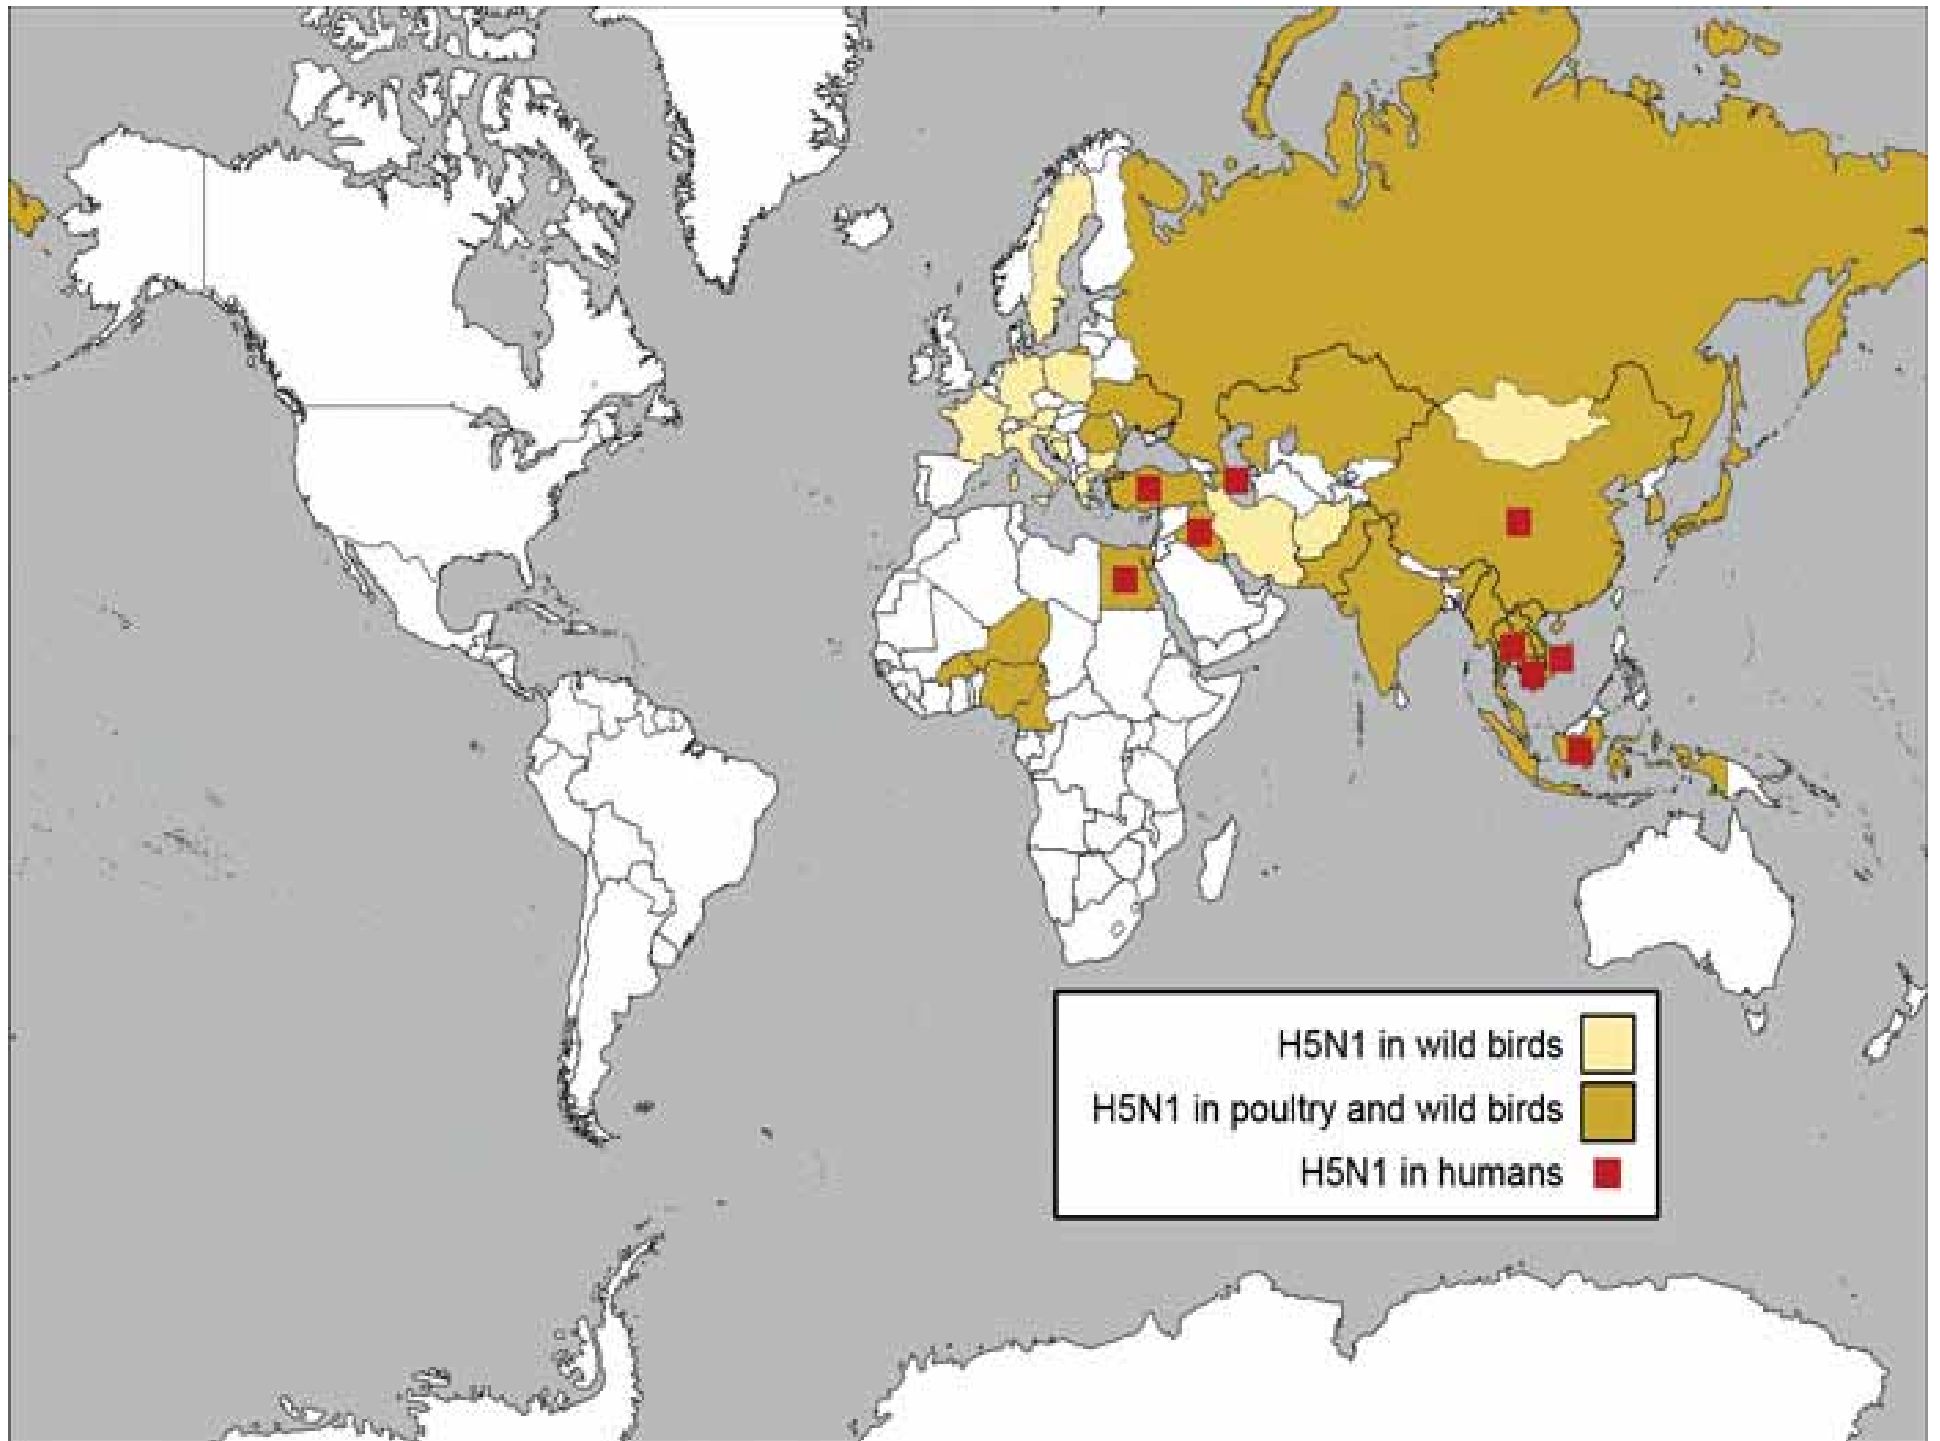 H5N1 in wild birds
H5N1 in poultry and wild birds
H5N1 in humans